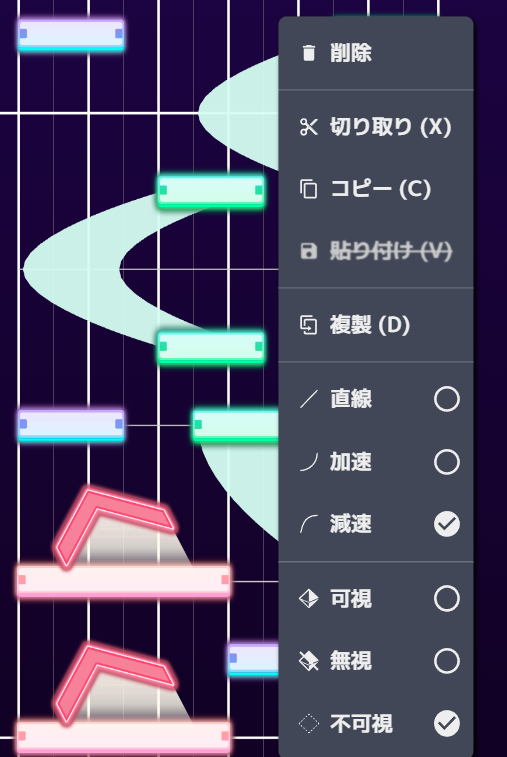 削除
切り取り (X)
コピー (C)
貼り付け (V)
複製 (D)
直線
加速
減速
可視
無視
不可視